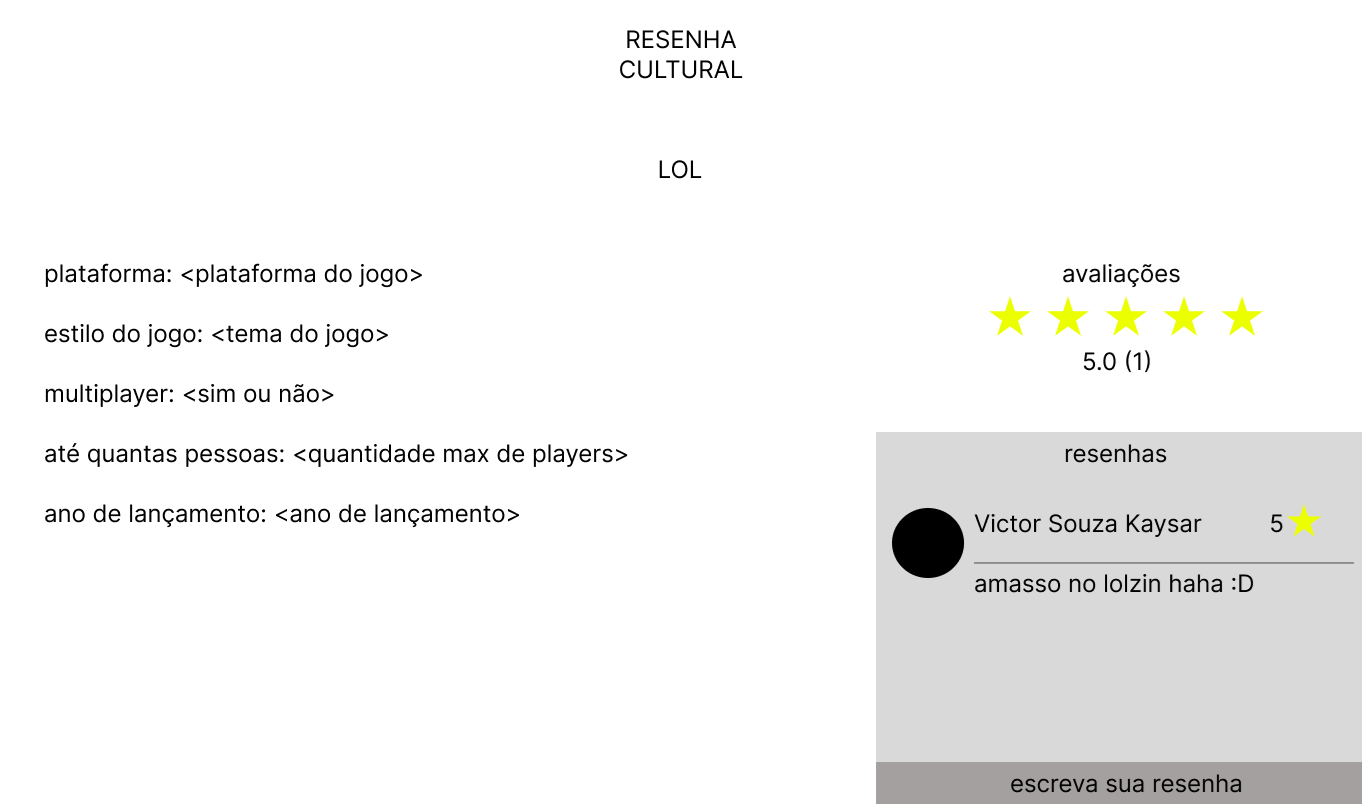 RESENHA
CULTURAL
LOL
plataforma: <plataforma do jogo>
estilo do jogo: <tema do jogo>
multiplayer: <sim ou não>
até quantas pessoas: <quantidade max de players>
ano de lançamento: <ano de lançamento>
avaliações
5.0 (1)
resenhas
Victor Souza Kaysar 5
amasso no lolzin haha :D
escreva sua resenha